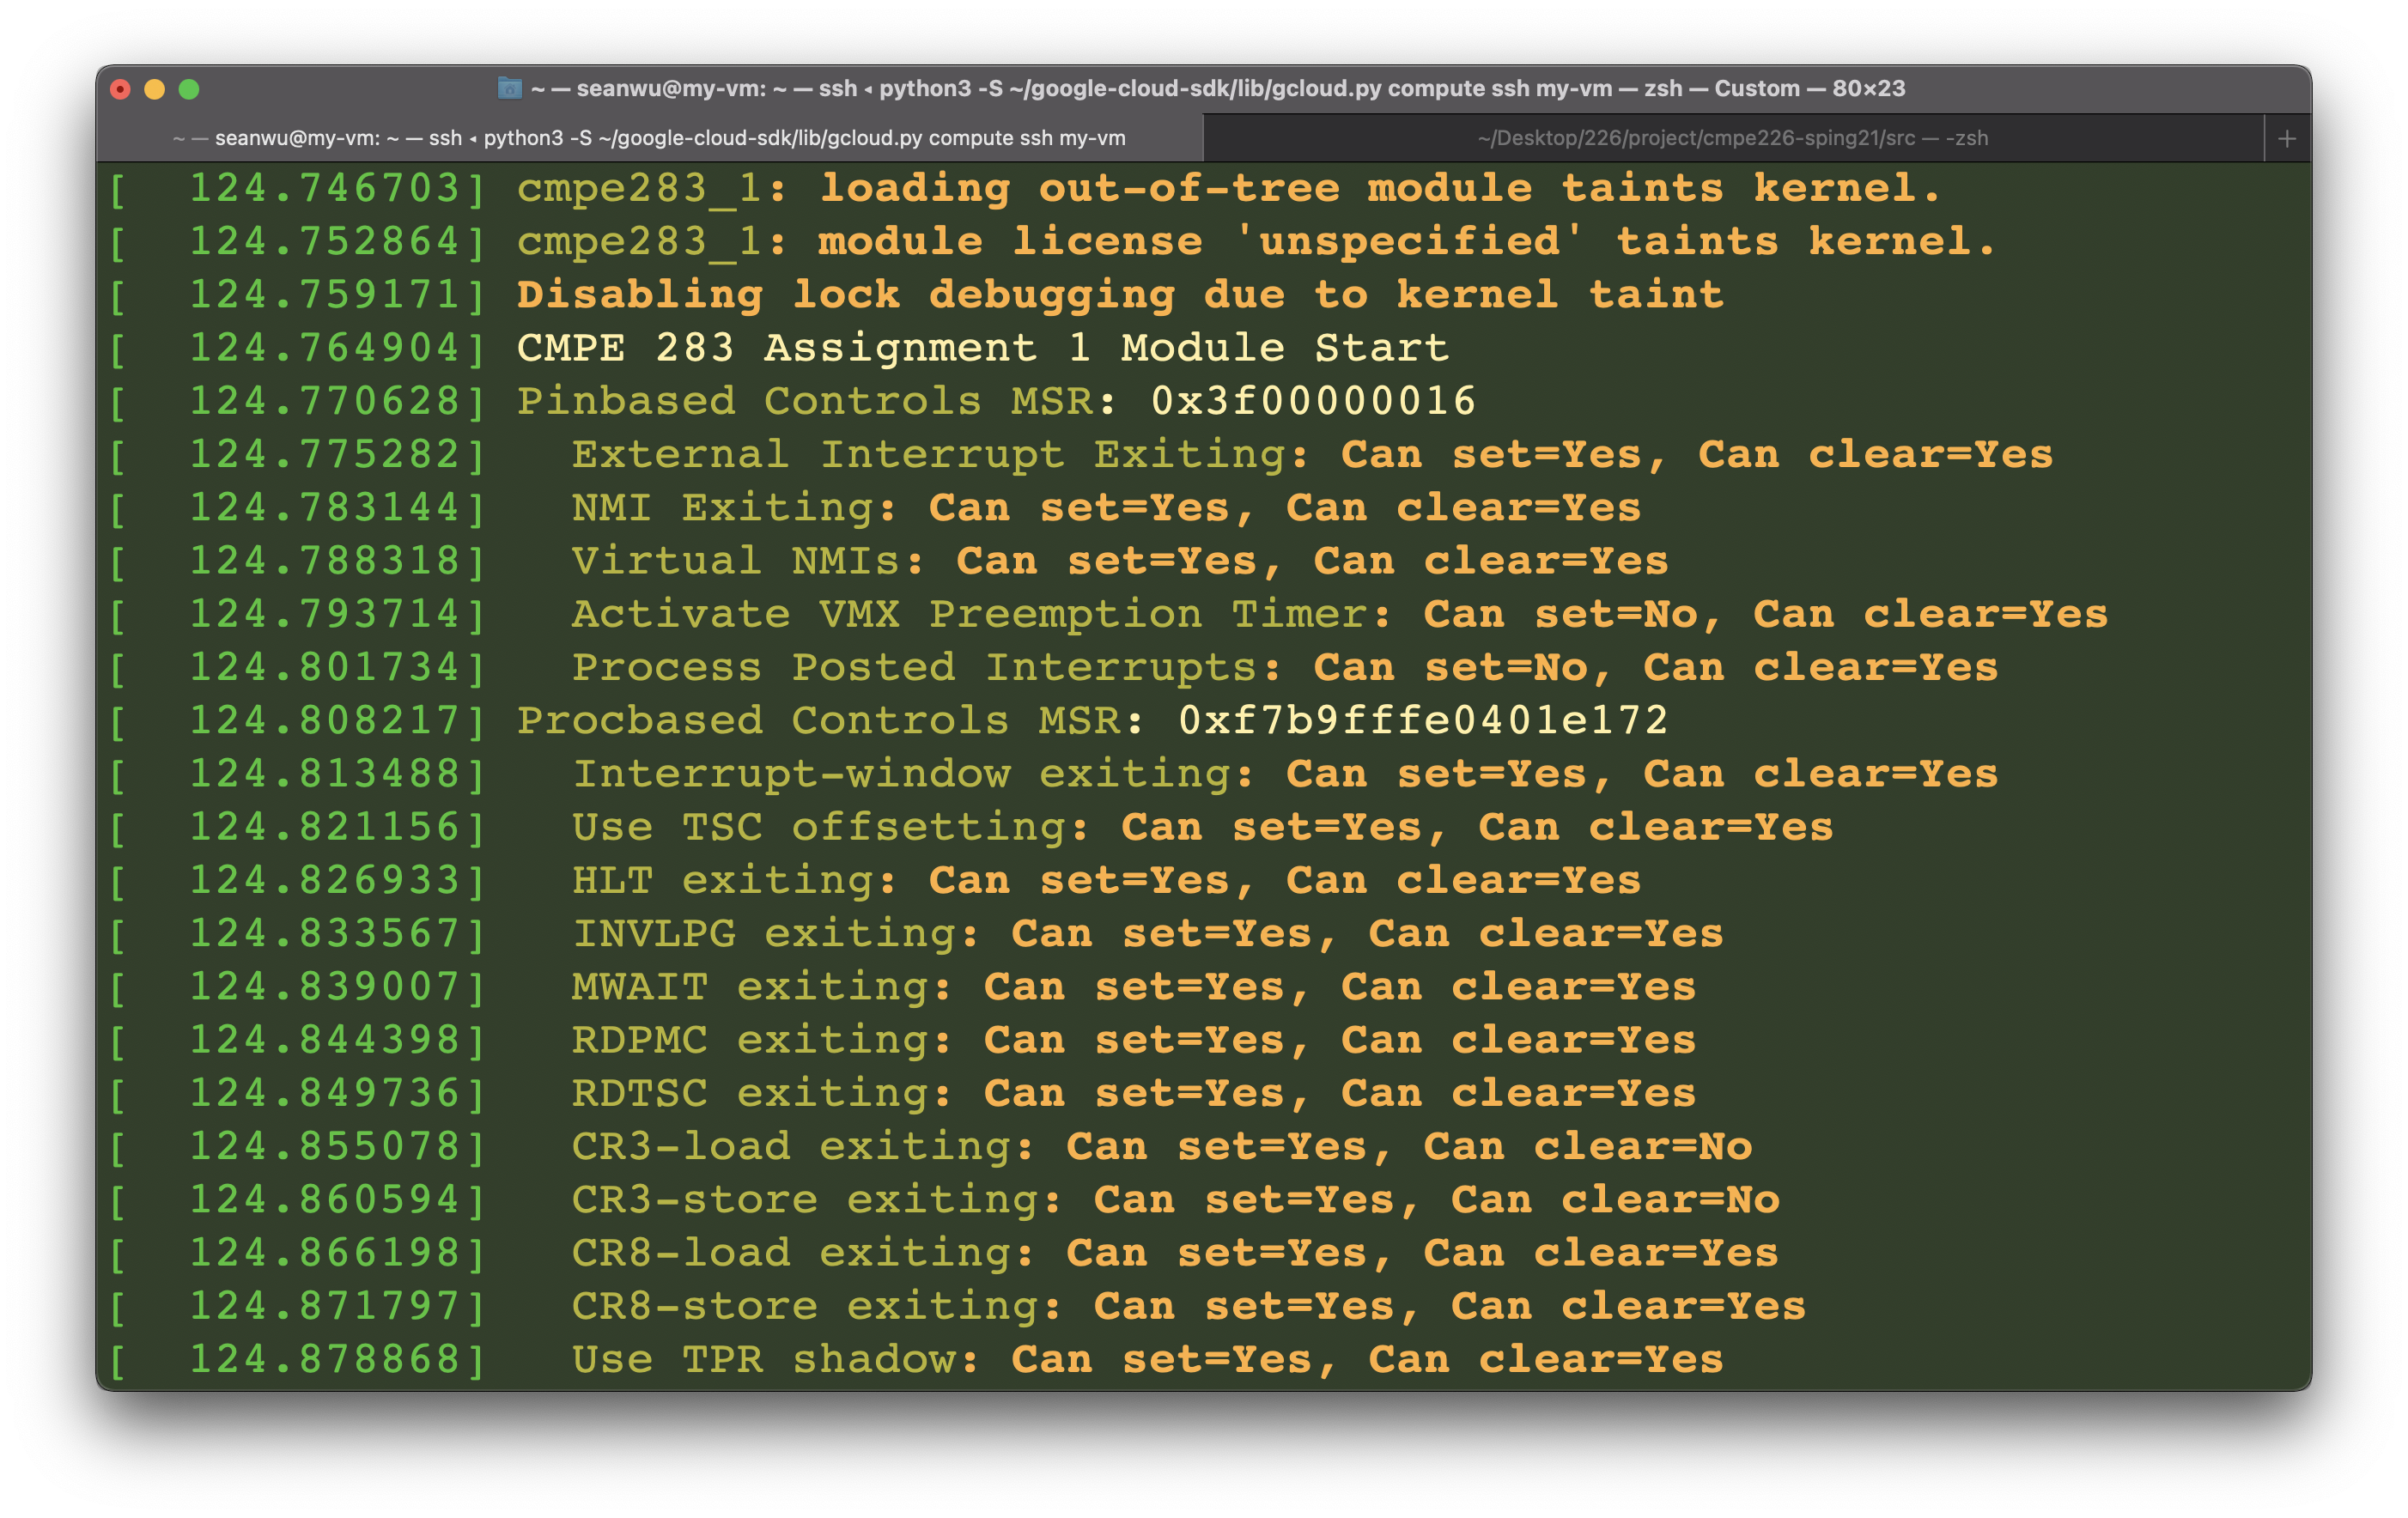 ~ — seanwu@my-vm: ~ — ssh ◂ python3 -S ~/google-cloud-sdk/lib/gcloud.py compute ssh my-vm — zsh — Custom — 80×23
~ — seanwu@my-vm: ~ — ssh ◂ python3 -S ~/google-cloud-sdk/lib/gcloud.py compute ssh my-vm
~/Desktop/226/project/cmpe226-sping21/src — -zsh
+
[  124.746703] cmpe283_1: loading out-of-tree module taints kernel.
[  124.752864] cmpe283_1: module license 'unspecified' taints kernel.
[  124.759171] Disabling lock debugging due to kernel taint
[  124.764904] CMPE 283 Assignment 1 Module Start
[  124.770628] Pinbased Controls MSR: 0x3f00000016
[  124.775282]   External Interrupt Exiting: Can set=Yes, Can clear=Yes
[  124.783144]   NMI Exiting: Can set=Yes, Can clear=Yes
[  124.788318]   Virtual NMIs: Can set=Yes, Can clear=Yes
[  124.793714]   Activate VMX Preemption Timer: Can set=No, Can clear=Yes
[  124.801734]   Process Posted Interrupts: Can set=No, Can clear=Yes
[  124.808217] Procbased Controls MSR: 0xf7b9fffe0401e172
[  124.813488]   Interrupt-window exiting: Can set=Yes, Can clear=Yes
[  124.821156]   Use TSC offsetting: Can set=Yes, Can clear=Yes
[  124.826933]   HLT exiting: Can set=Yes, Can clear=Yes
[  124.833567]   INVLPG exiting: Can set=Yes, Can clear=Yes
[  124.839007]   MWAIT exiting: Can set=Yes, Can clear=Yes
[  124.844398]   RDPMC exiting: Can set=Yes, Can clear=Yes
[  124.849736]   RDTSC exiting: Can set=Yes, Can clear=Yes
[  124.855078]   CR3-load exiting: Can set=Yes, Can clear=No
[  124.860594]   CR3-store exiting: Can set=Yes, Can clear=No
[  124.866198]   CR8-load exiting: Can set=Yes, Can clear=Yes
[  124.871797]   CR8-store exiting: Can set=Yes, Can clear=Yes
[  124.878868]   Use TPR shadow: Can set=Yes, Can clear=Yes